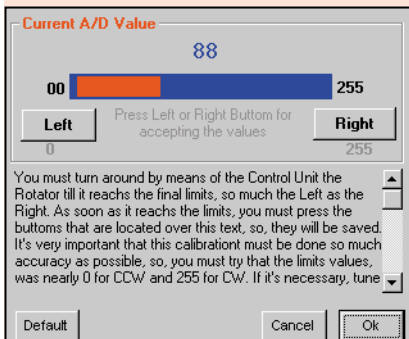 Current A/D Value
88
00 255
Left Press Left or Right Buttom for Right
accepting the values
0 255
You must turn around by means of the Control Unit the
Rotator till it reachs the final limits, so much the Left as the
Right. As soon as it reachs the limits, you must press the
buttoms that are located over this text, so, they will be saved.
It's very important that this calibrationt must be done so much
accuracy as possible, so, you must try that the limits values,
was nearly 0 for CCW and 255 for CW. If it's necessary, tune
Default Cancel Ok